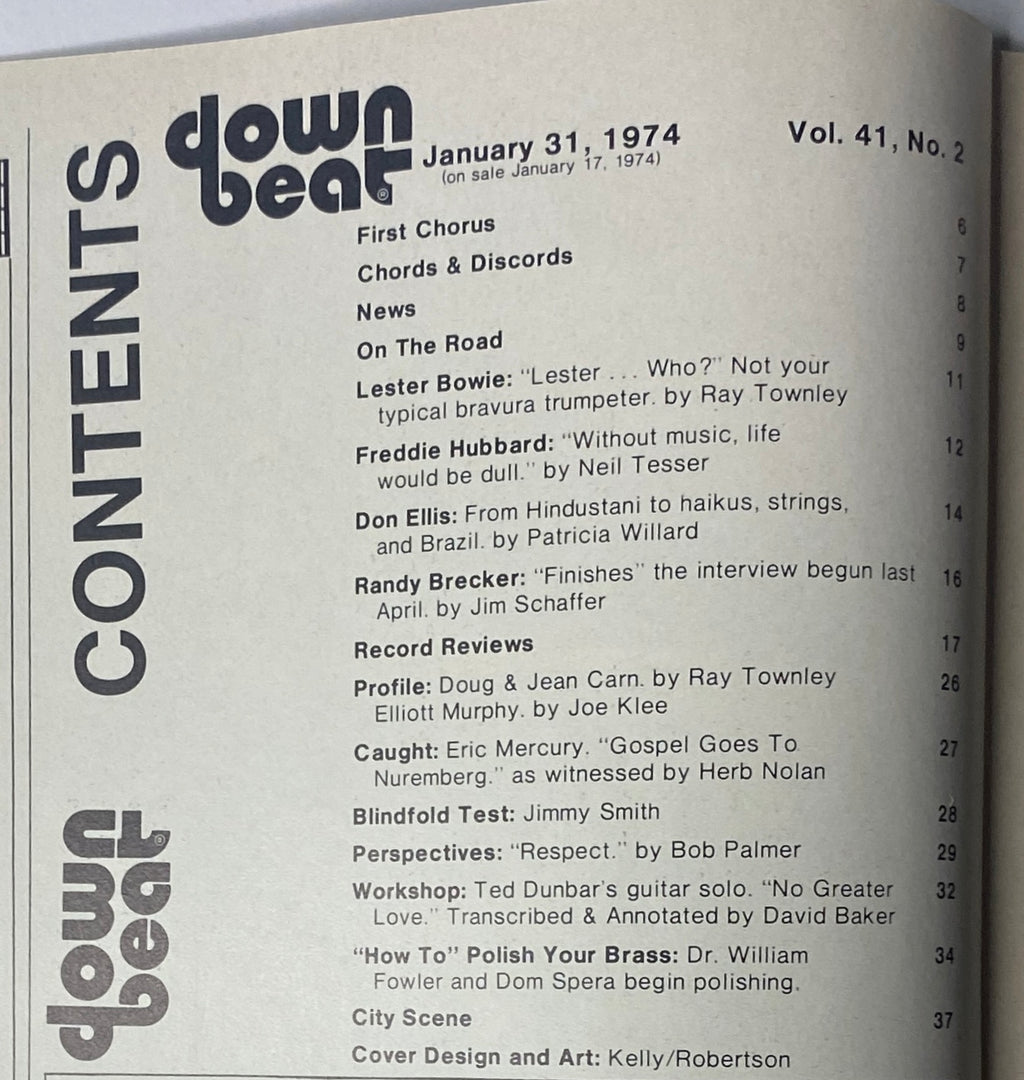 CONTENTS
down
beat®
January 31, 1974
(on sale January 17, 1974)
Vol. 41, No. 2
First Chorus 6
Chords & Discords 7
News 8
On The Road 9
Lester Bowie: “Lester ... Who?” Not your 11
typical bravura trumpeter. by Ray Townley
Freddie Hubbard: “Without music, life 12
would be dull.” by Neil Tesser
Don Ellis: From Hindustani to haikus, strings, 14
and Brazil. by Patricia Willard
Randy Brecker: “Finishes” the interview begun last 16
April. by Jim Schaffer
Record Reviews 17
Profile: Doug & Jean Carn. by Ray Townley 26
Elliott Murphy. by Joe Klee
Caught: Eric Mercury. “Gospel Goes To 27
Nuremberg.” as witnessed by Herb Nolan
Blindfold Test: Jimmy Smith 28
Perspectives: “Respect.” by Bob Palmer 29
Workshop: Ted Dunbar's guitar solo. “No Greater 32
Love.” Transcribed & Annotated by David Baker
“How To” Polish Your Brass: Dr. William 34
Fowler and Dom Spera begin polishing.
City Scene 37
Cover Design and Art: Kelly/Robertson
down
beat®